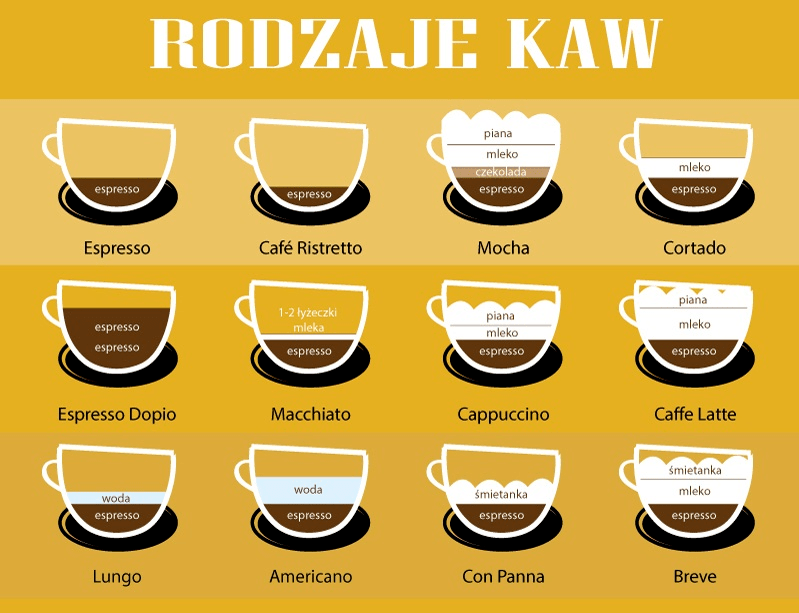 RODZAJE KAW
espresso
Espresso
espresso
Café Ristretto
piana
mleko
czekolada
espresso
Mocha
mleko
espresso
Cortado
espresso
espresso
Espresso Dopio
1-2 łyżeczki
mleka
espresso
Macchiato
piana
mleko
espresso
Cappuccino
piana
mleko
espresso
Caffe Latte
woda
espresso
Lungo
woda
espresso
Americano
śmietanka
espresso
Con Panna
śmietanka
mleko
espresso
Breve